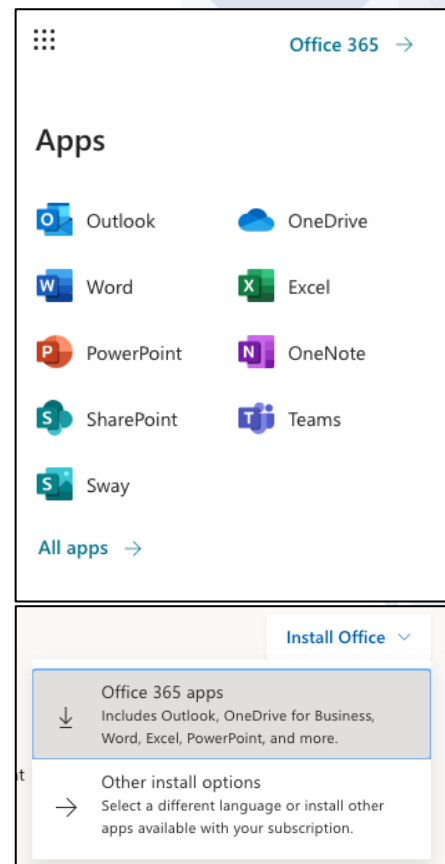 Office 365 →
Apps
Outlook OneDrive
Word Excel
PowerPoint OneNote
SharePoint Teams
Sway
All apps →
Install Office
Office 365 apps
Includes Outlook, OneDrive for Business,
Word, Excel, PowerPoint, and more.
t
Other install options
Select a different language or install other
apps available with your subscription.